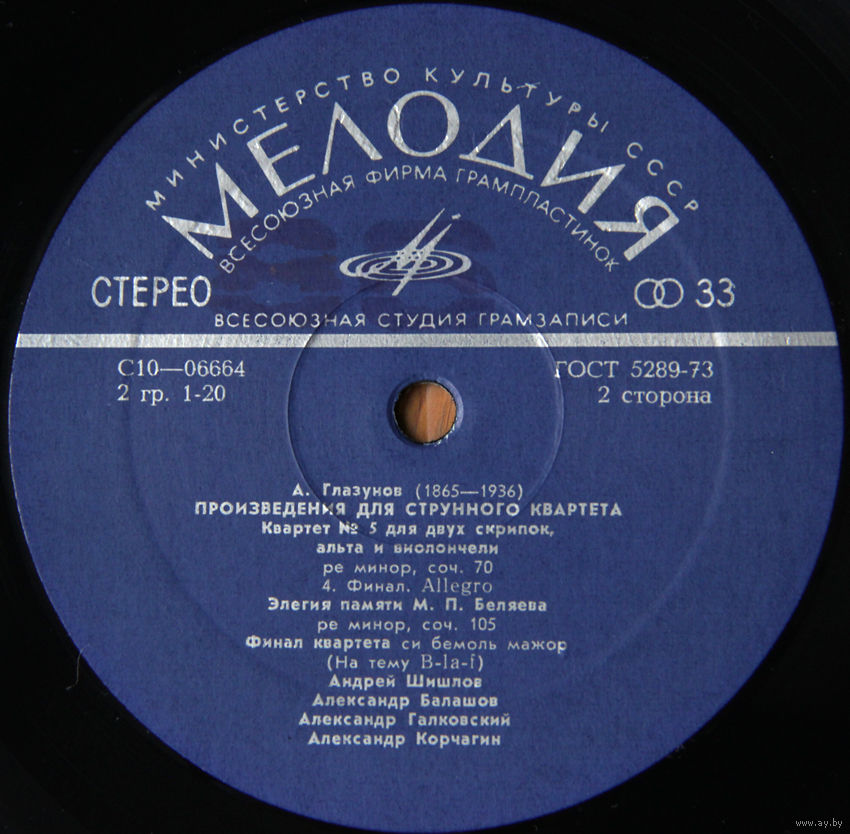 МИНИСТЕРСТВО КУЛЬТУРЫ СССР
МЕЛОДИЯ
ВСЕСОЮЗНАЯ ФИРМА ГРАМПЛАСТИНОК
СТЕРЕО
33
ВСЕСОЮЗНАЯ СТУДИЯ ГРАМЗАПИСИ
С10—06664
ГОСТ 5289-73
2 гр. 1-20
2 сторона
А. Глазунов (1865—1936)
ПРОИЗВЕДЕНИЯ ДЛЯ СТРУННОГО КВАРТЕТА
Квартет № 5 для двух скрипок,
альта и виолончели
ре минор, соч. 70
4. Финал. Allegro
Элегия памяти М. П. Беляева
ре минор, соч. 105
Финал квартета си бемоль мажор
(На тему B-la-f)
Андрей Шишлов
Александр Балашов
Александр Галковский
Александр Корчагин
www.ay.by